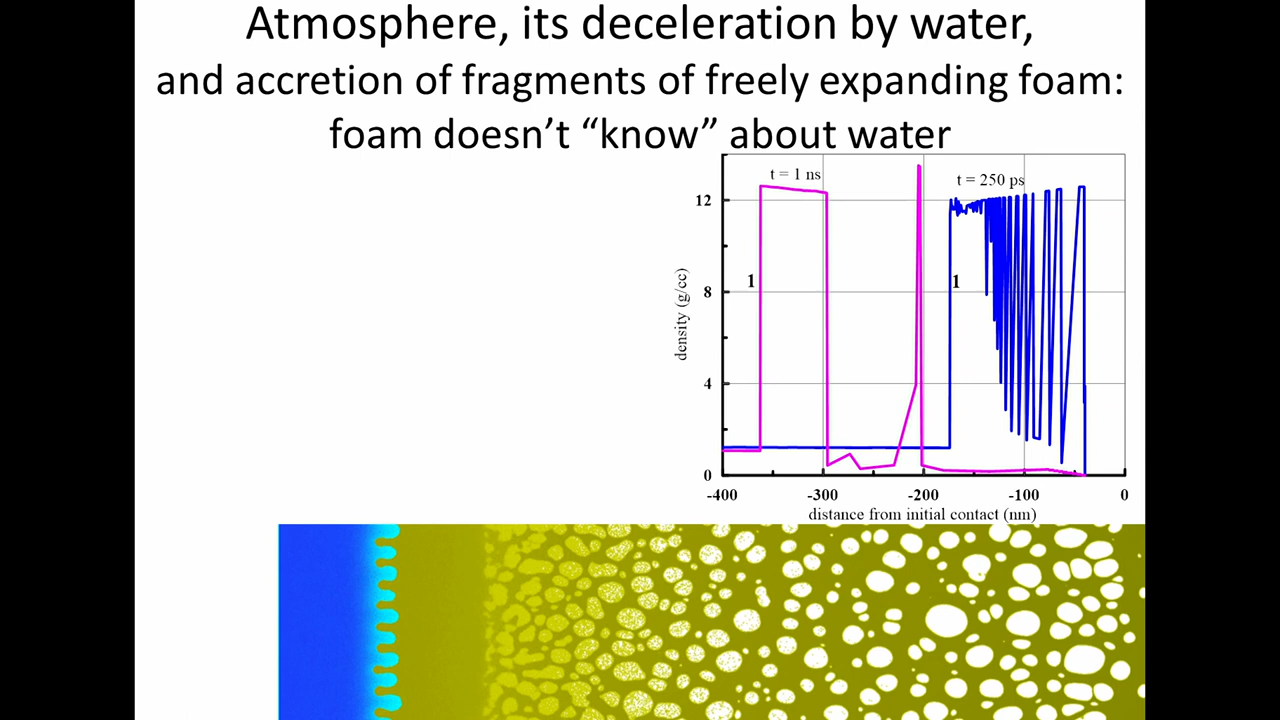 Atmosphere, its deceleration by water,
and accretion of fragments of freely expanding foam:
foam doesn’t “know” about water
t = 1 ns
t = 250 ps
12
8
4
0
1
1
density (g/cc)
-400 -300 -200 -100 0
distance from initial contact (nm)